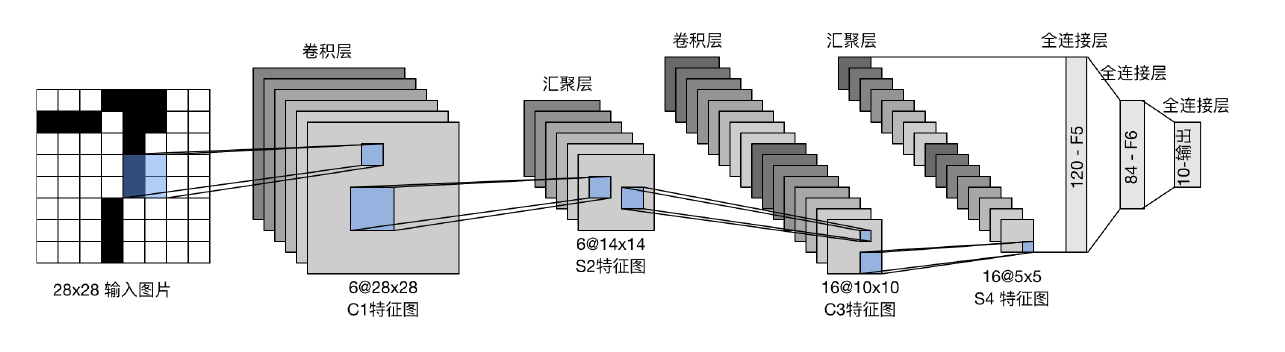 卷积层
汇聚层
卷积层
汇聚层
全连接层
全连接层
全连接层
120 - F5
84 - F6
10-输出
28x28 输入图片
6@28x28
C1特征图
6@14x14
S2特征图
16@10x10
C3特征图
16@5x5
S4 特征图